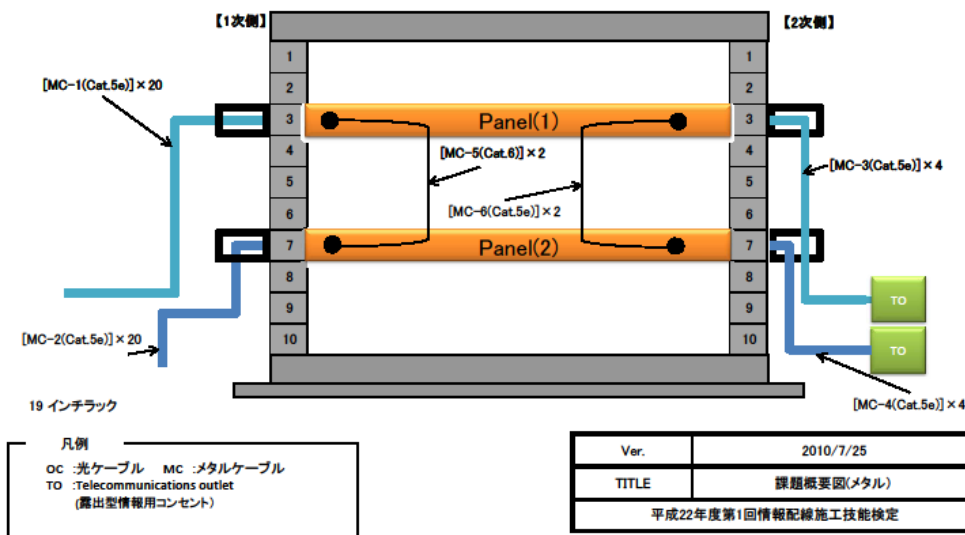 【1次側】
【2次側】
1
2
3
4
5
6
7
8
9
10
1
2
3
4
5
6
7
8
9
10
[MC-1(Cat.5e)]×20
Panel(1)
[MC-5(Cat.6)]×2
[MC-3(Cat.5e)]×4
[MC-6(Cat.5e)]×2
Panel(2)
TO
TO
[MC-2(Cat.5e)]×20
[MC-4(Cat.5e)]×4
19 インチラック
凡例
OC :光ケーブル MC :メタルケーブル
TO :Telecommunications outlet
(露出型情報用コンセント)
Ver. 2010/7/25
TITLE 課題概要図(メタル)
平成22年度第1回情報配線施工技能検定